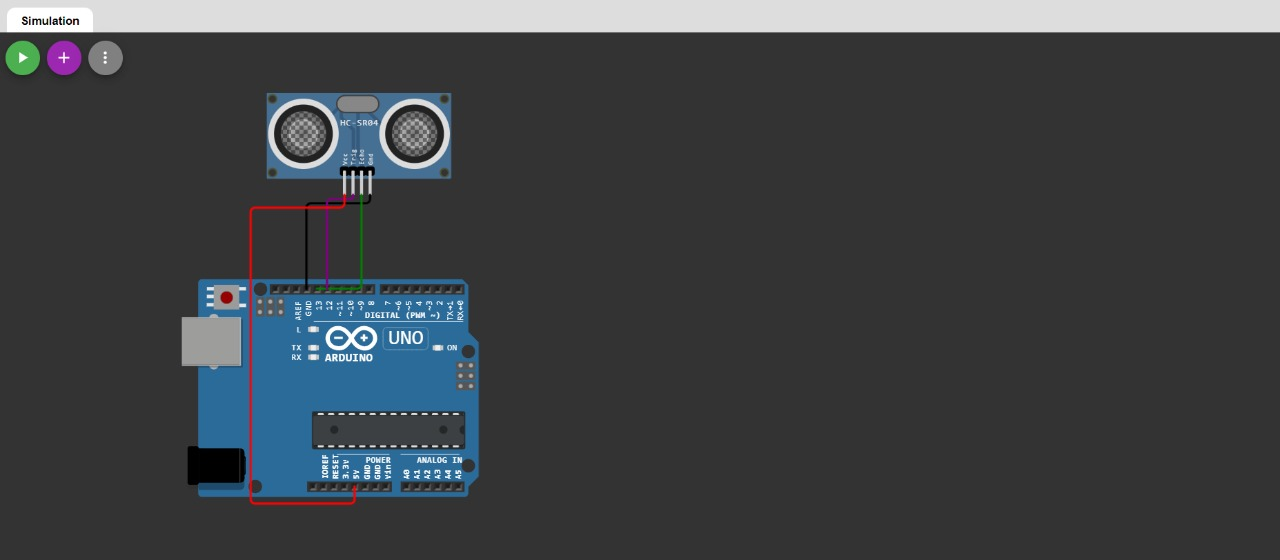 Simulation
HC-SR04
Vcc
Trig
Echo
Gnd
AREF
GND
13
12
~11
~10
~9
8
7
~6
~5
4
~3
2
TX→1
RX←0
DIGITAL (PWM ~)
L
TX
RX
UNO
ARDUINO
ON
POWER
ANALOG IN
IOREF
RESET
3.3V
5V
GND
GND
Vin
A0
A1
A2
A3
A4
A5